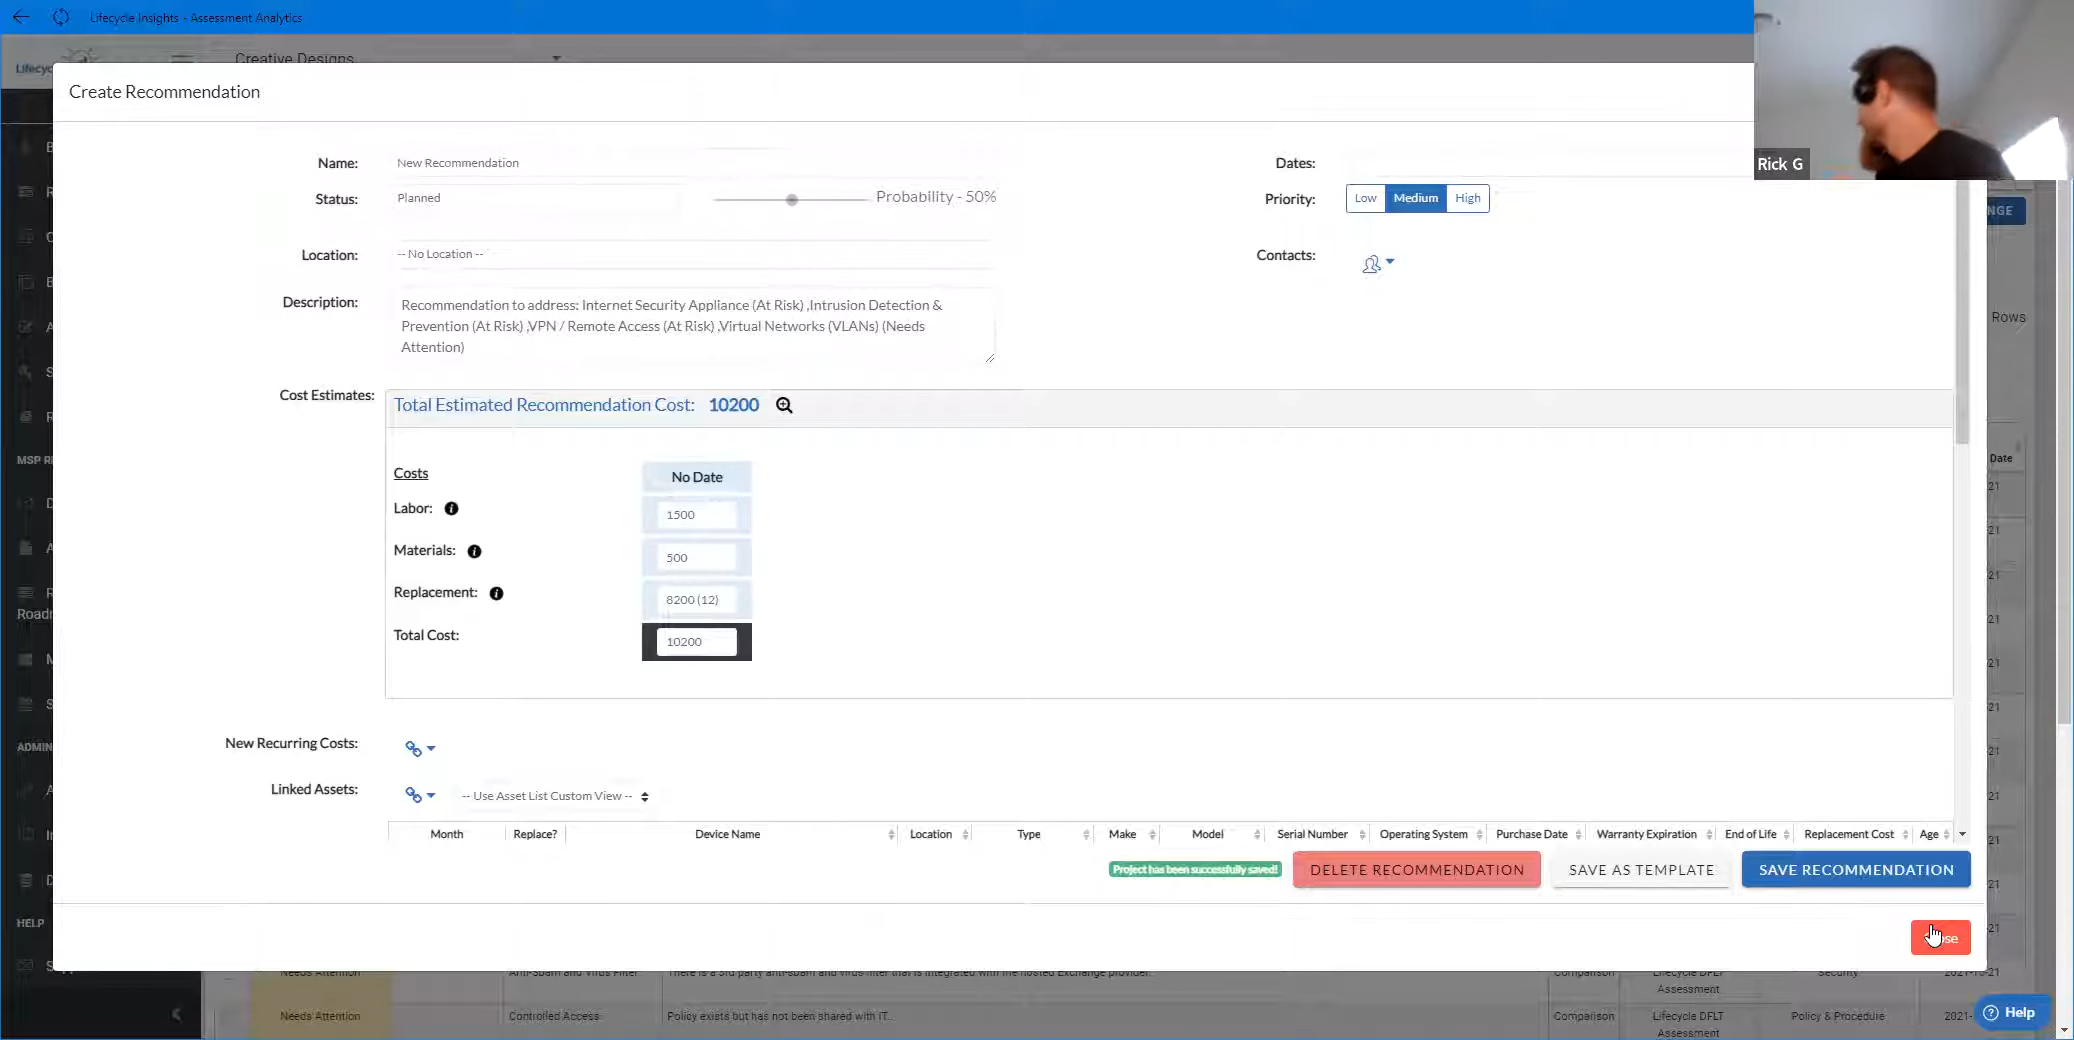 Lifecycle Insights - Assessment Analytics
Creative Designs
Create Recommendation
Rick G
Name:
New Recommendation
Dates:
Status:
Planned
Probability - 50%
Priority:
Low
Medium
High
Location:
-- No Location --
Contacts:
Description:
Recommendation to address: Internet Security Appliance (At Risk) ,Intrusion Detection &
Prevention (At Risk) ,VPN / Remote Access (At Risk) ,Virtual Networks (VLANs) (Needs
Attention)
Rows
Cost Estimates:
Total Estimated Recommendation Cost: 10200
Costs
No Date
Labor:
1500
Materials:
500
Replacement:
8200 (12)
Total Cost:
10200
Date
MSP R
Roadm
ADMIN
HELP
New Recurring Costs:
Linked Assets:
-- Use Asset List Custom View --
Month
Replace?
Device Name
Location
Type
Make
Model
Serial Number
Operating System
Purchase Date
Warranty Expiration
End of Life
Replacement Cost
Age
Project has been successfully saved!
DELETE RECOMMENDATION
SAVE AS TEMPLATE
SAVE RECOMMENDATION
Needs Attention
Anti-Spam and Virus Filter
There is a 3rd party anti-spam and virus filter that is integrated with the hosted Exchange provider.
Comparison
Lifecycle DFLT
Assessment
Security
Needs Attention
Controlled Access
Policy exists but has not been shared with IT..
Comparison
Lifecycle DFLT
Assessment
Policy & Procedure
2021-
Help